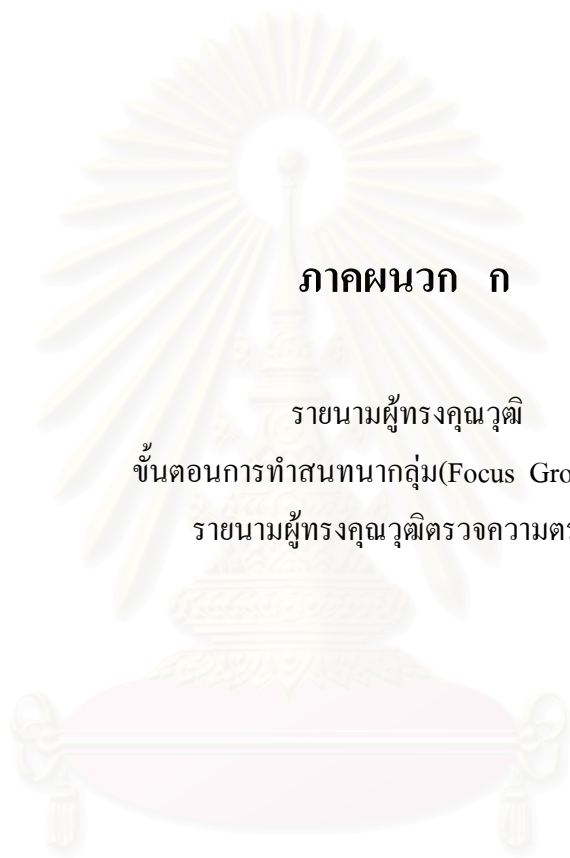 ภาคผนวก ก
รายนามผู้ทรงคุณวุฒิ
ขั้นตอนการทำสนทนากลุ่ม(Focus Gro
รายนามผู้ทรงคุณวุฒิตรวจความตร